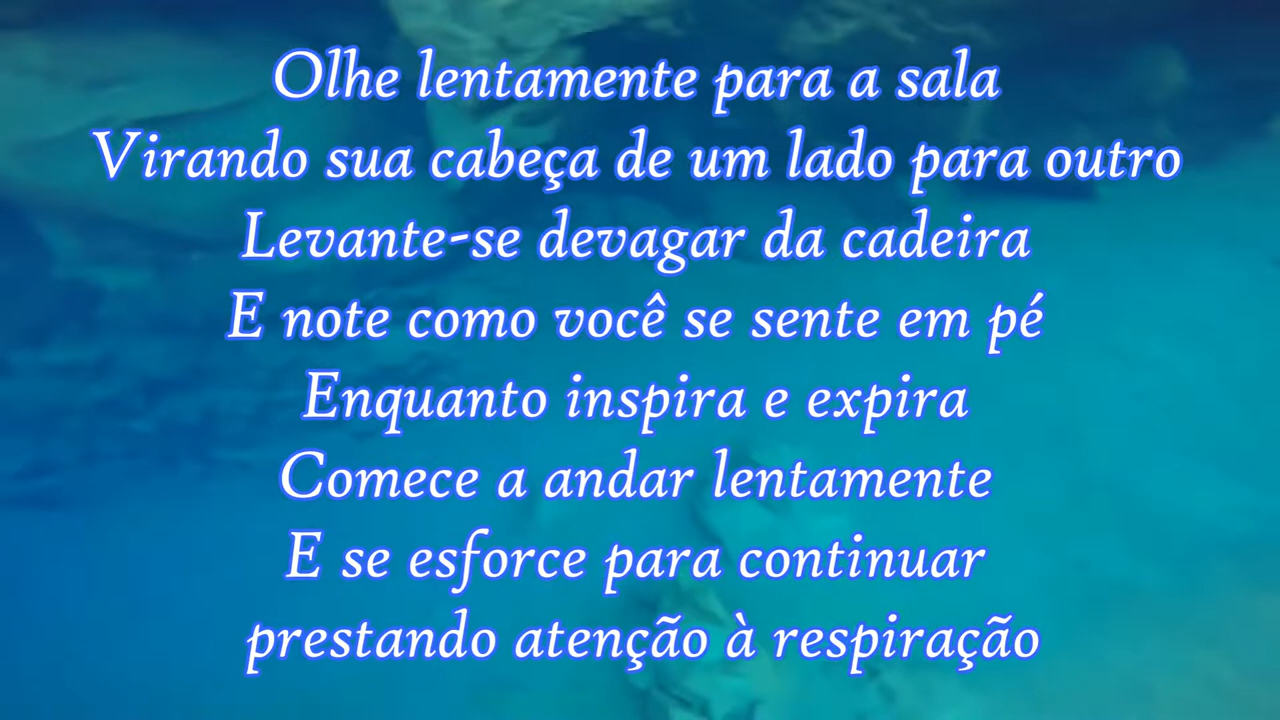 Olhe lentamente para a sala
Virando sua cabeça de um lado para outro
Levante-se devagar da cadeira
E note como você se sente em pé
Enquanto inspira e expira
Comece a andar lentamente
E se esforce para continuar
prestando atenção à respiração